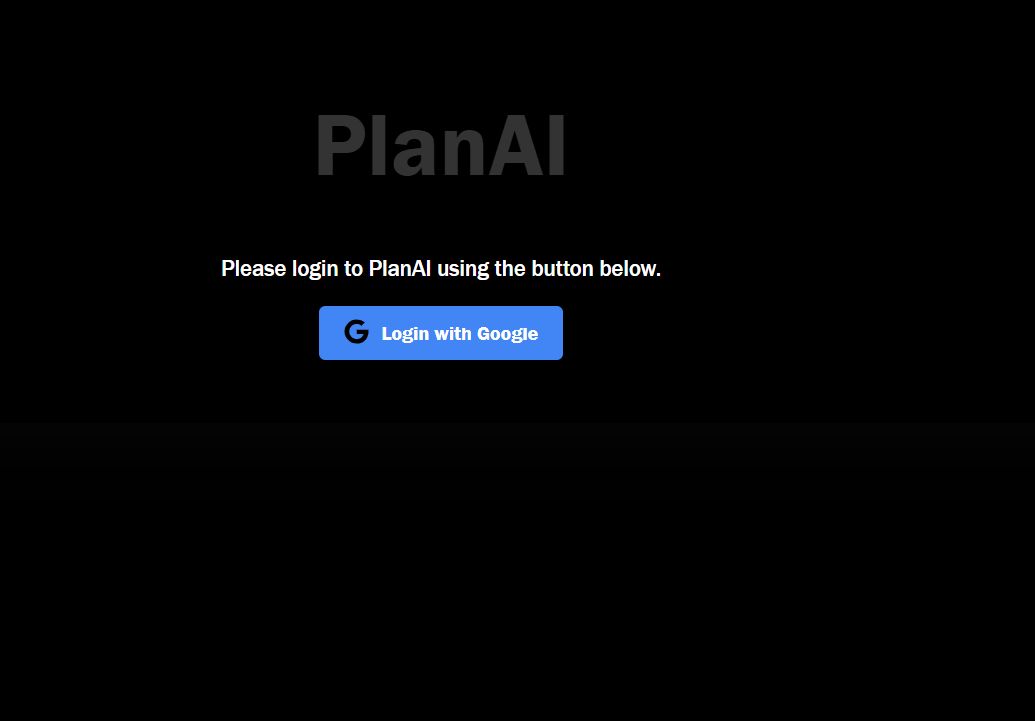 PlanAI
Please login to PlanAI using the button below.
Login with Google